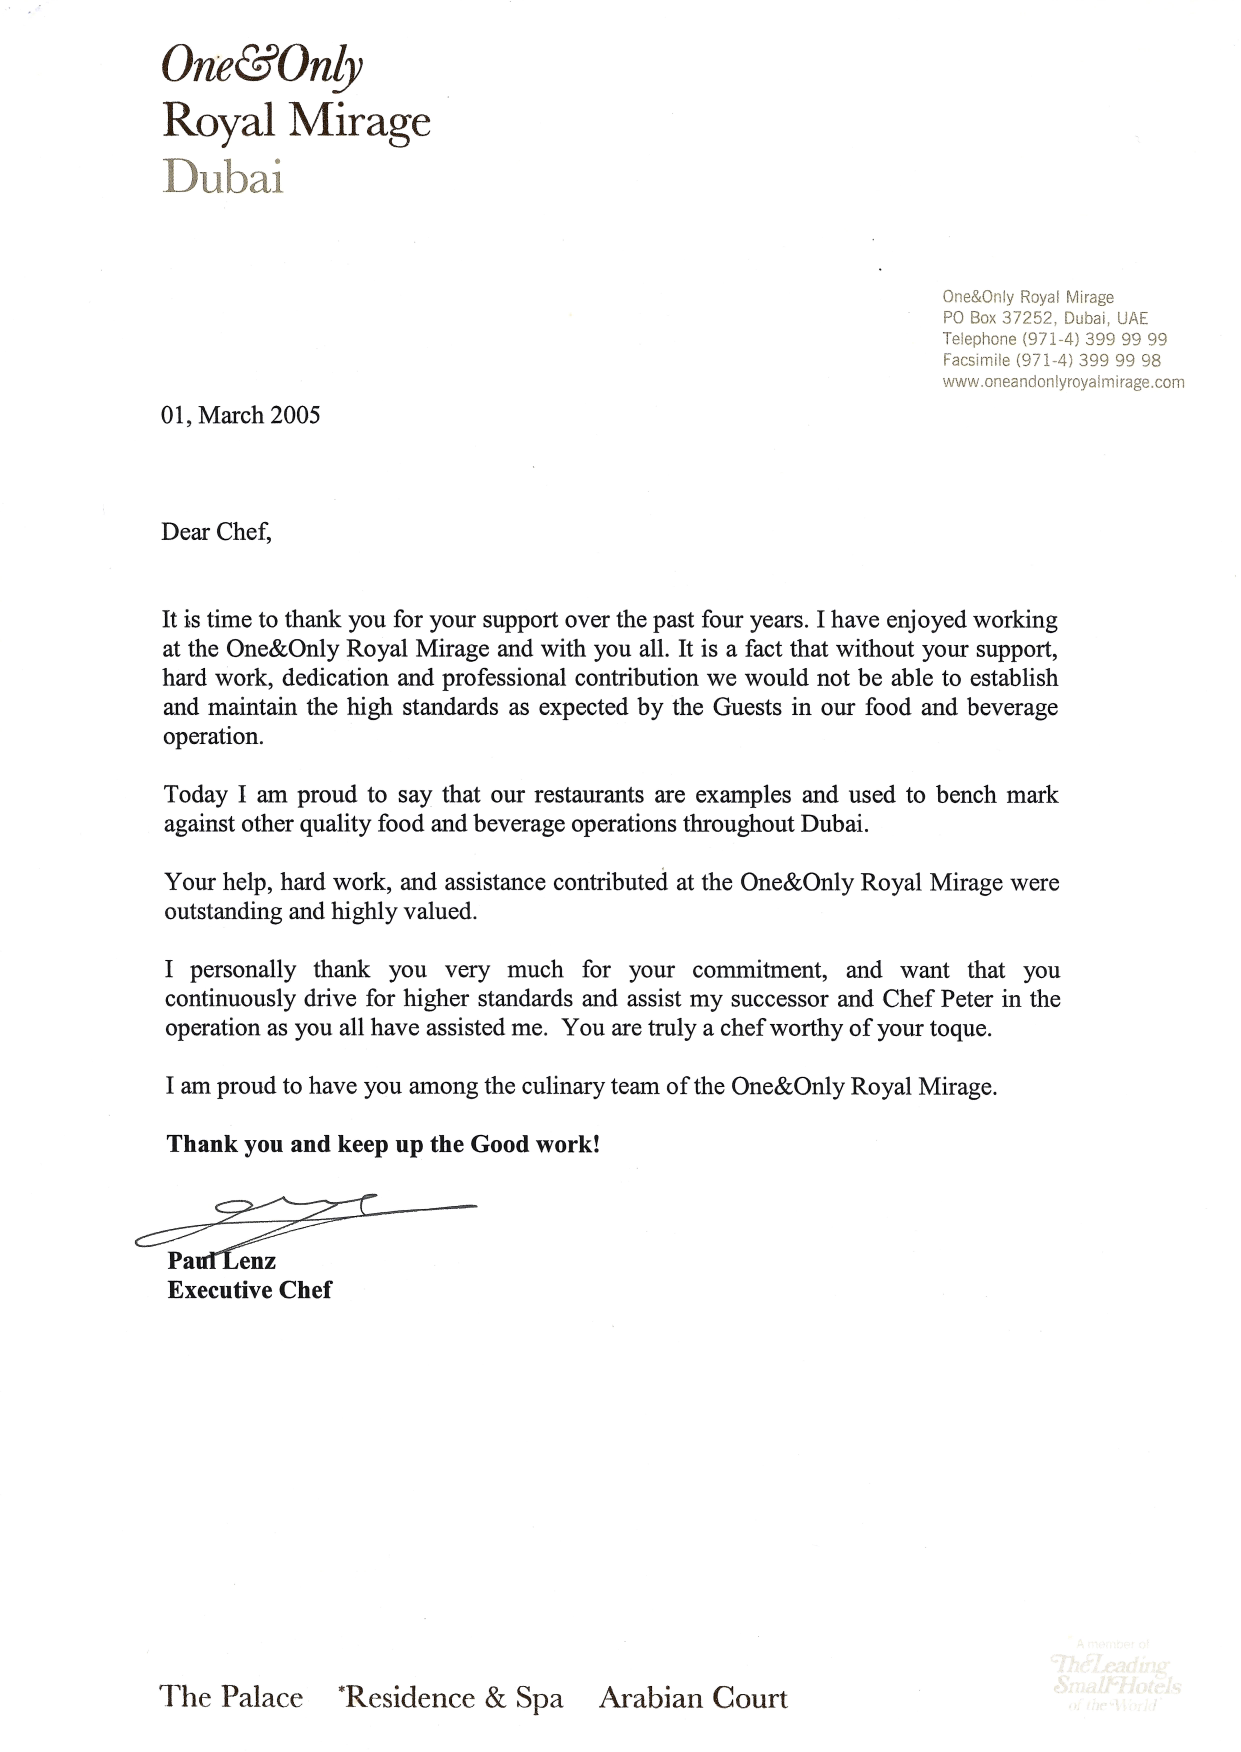 One&Only
Royal Mirage
Dubai
One&Only Royal Mirage
PO Box 37252, Dubai, UAE
Telephone (971-4) 399 99 99
Facsimile (971-4) 399 99 98
www.oneandonlyroyalmirage.com
01, March 2005
Dear Chef,
It is time to thank you for your support over the past four years. I have enjoyed working
at the One&Only Royal Mirage and with you all. It is a fact that without your support,
hard work, dedication and professional contribution we would not be able to establish
and maintain the high standards as expected by the Guests in our food and beverage
operation.
Today I am proud to say that our restaurants are examples and used to bench mark
against other quality food and beverage operations throughout Dubai.
Your help, hard work, and assistance contributed at the One&Only Royal Mirage were
outstanding and highly valued.
I personally thank you very much for your commitment, and want that you
continuously drive for higher standards and assist my successor and Chef Peter in the
operation as you all have assisted me. You are truly a chef worthy of your toque.
I am proud to have you among the culinary team of the One&Only Royal Mirage.
Thank you and keep up the Good work!
Paul Lenz
Executive Chef
The Palace *Residence & Spa Arabian Court
A member of
The Leading
Small Hotels
of the World